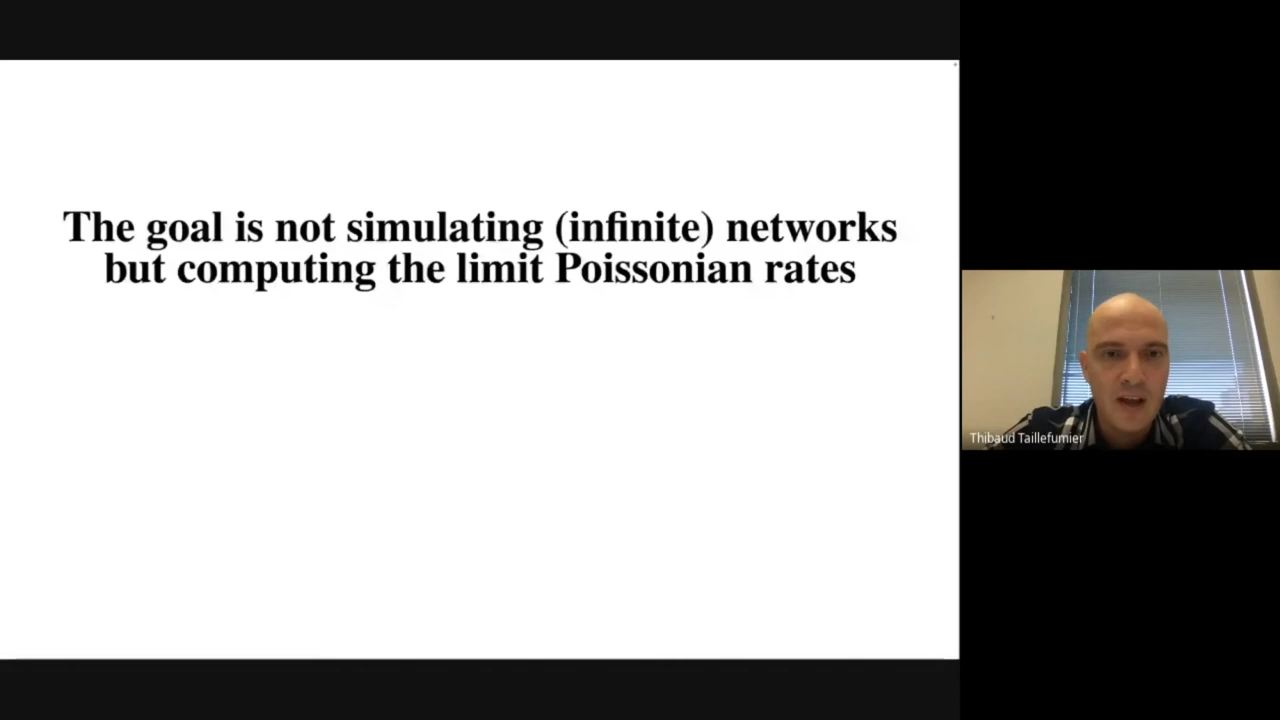 The goal is not simulating (infinite) networks
but computing the limit Poissonian rates
Thibaud Taillefumier